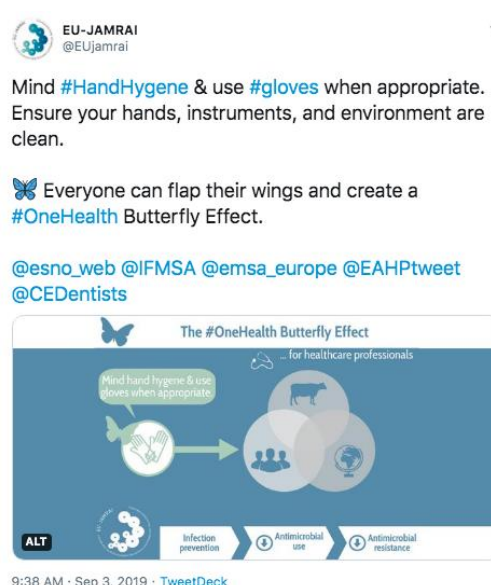 EU-JAMRAI
@EUjamrai
Mind #HandHygene & use #gloves when appropriate.
Ensure your hands, instruments, and environment are
clean.
Everyone can flap their wings and create a
#OneHealth Butterfly Effect.
@esno_web @IFMSA @emsa_europe @EAHPtweet
@CEDentists
The #OneHealth Butterfly Effect
... for healthcare professionals
Mind hand hygene & use
gloves when appropriate
EU-JAMRAI
ALT
Infection
prevention
Antimicrobial
use
Antimicrobial
resistance
9:38 AM · Sep 3, 2019 · TweetDeck